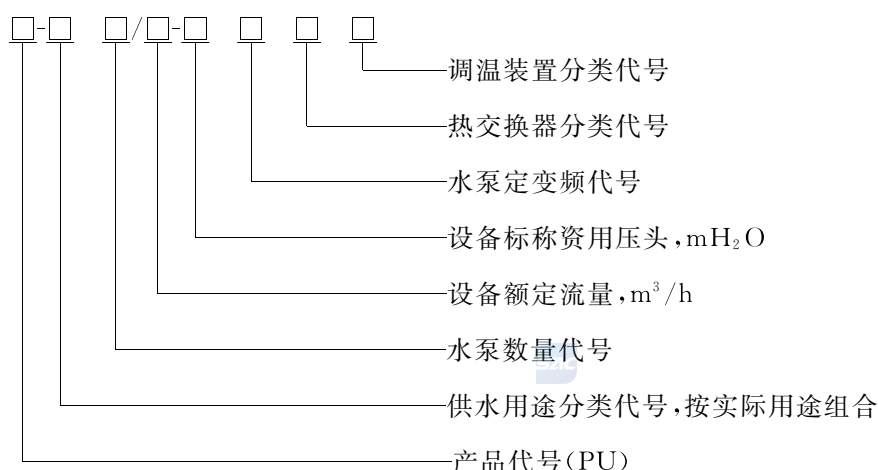 □-□ □/□-□ □ □ □
调温装置分类代号
热交换器分类代号
水泵定变频代号
设备标称资用压头,mH₂O
设备额定流量,m³/h
水泵数量代号
供水用途分类代号,按实际用途组合
产品代号(PU)